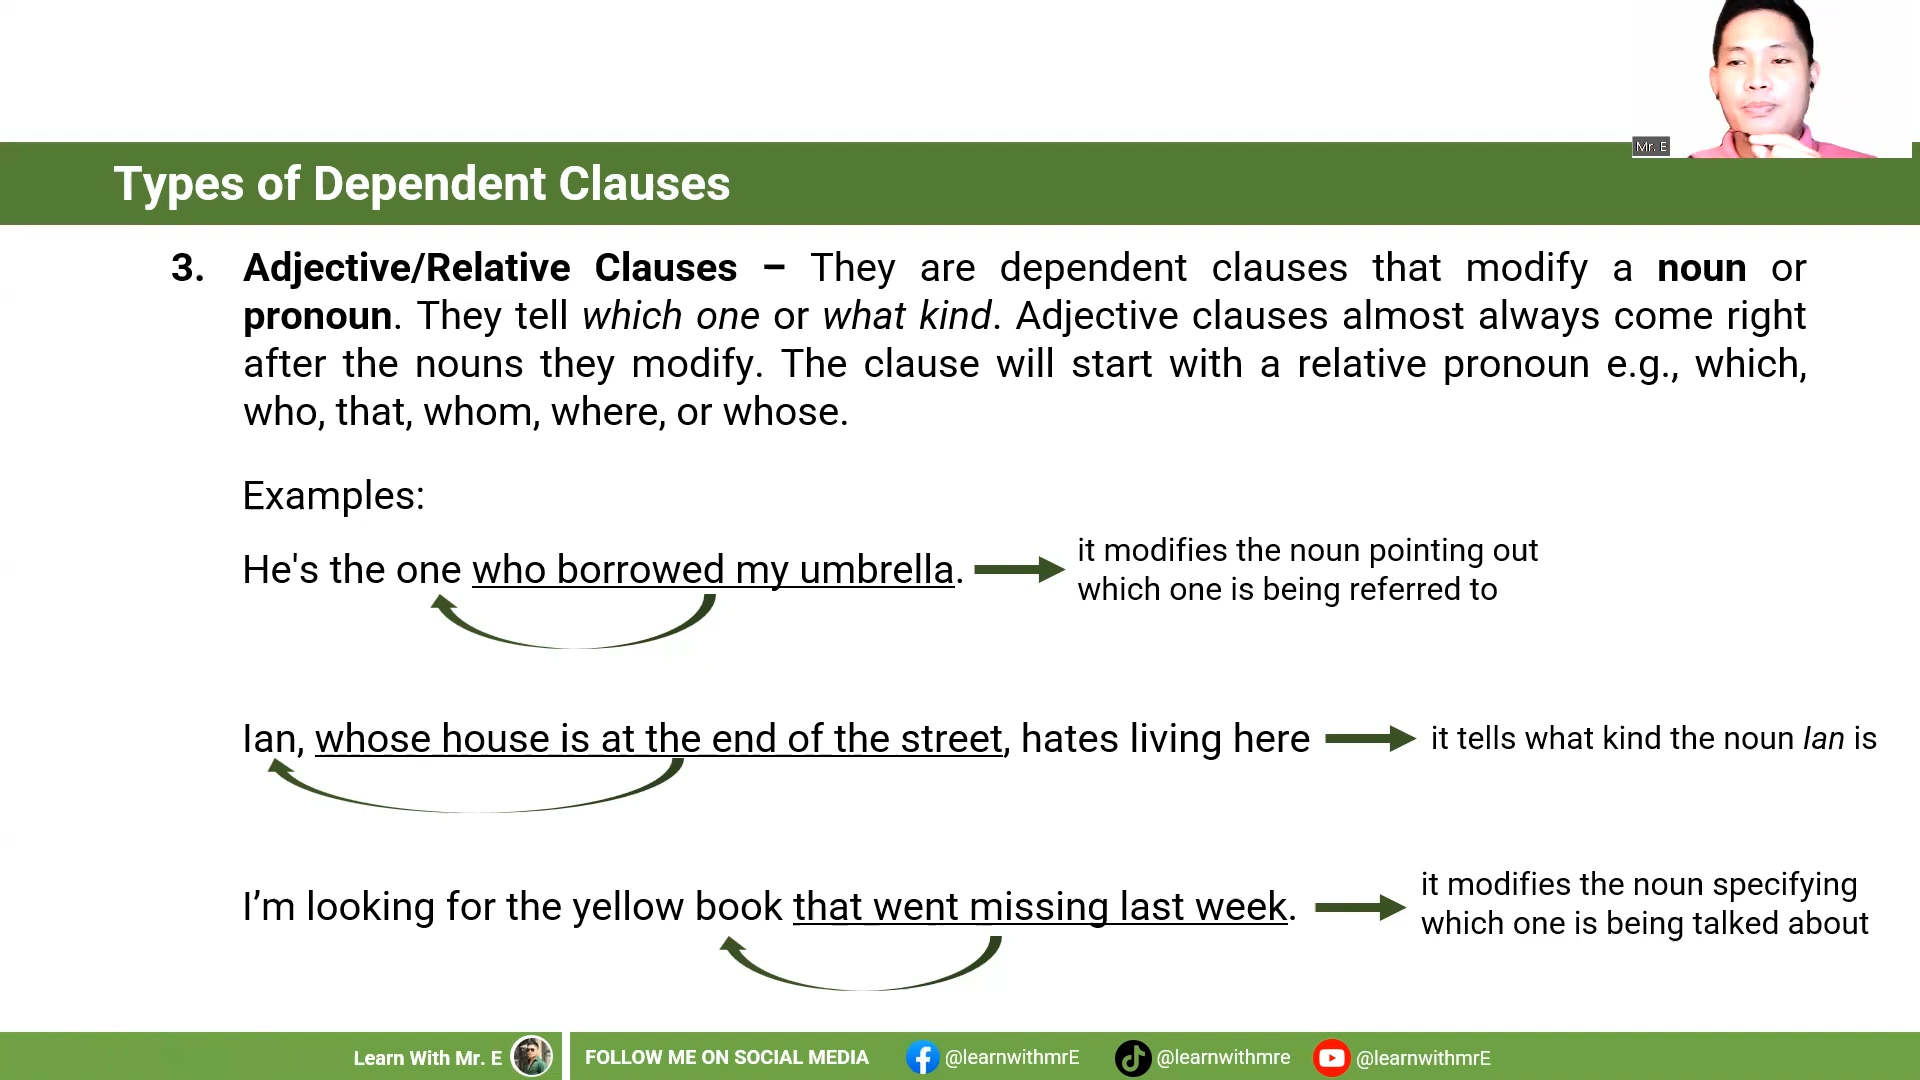 Mr. E
Types of Dependent Clauses
3. Adjective/Relative Clauses – They are dependent clauses that modify a noun or
pronoun. They tell which one or what kind. Adjective clauses almost always come right
after the nouns they modify. The clause will start with a relative pronoun e.g., which,
who, that, whom, where, or whose.
Examples:
He's the one who borrowed my umbrella.
it modifies the noun pointing out
which one is being referred to
Ian, whose house is at the end of the street, hates living here
it tells what kind the noun Ian is
I’m looking for the yellow book that went missing last week.
it modifies the noun specifying
which one is being talked about
Learn With Mr. E
FOLLOW ME ON SOCIAL MEDIA
@learnwithmrE
@learnwithmre
@learnwithmrE